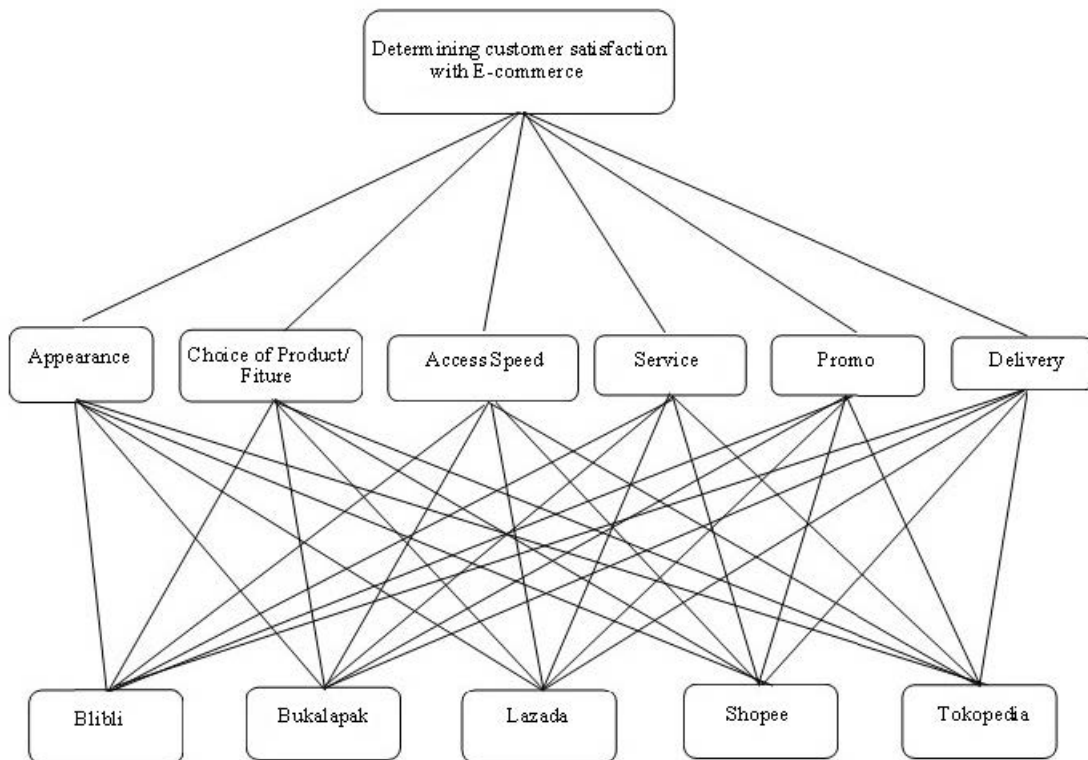 Determining customer satisfaction
with E-commerce
Appearance
Choice of Product/
Fiture
Access Speed
Service
Promo
Delivery
Blibli
Bukalapak
Lazada
Shopee
Tokopedia